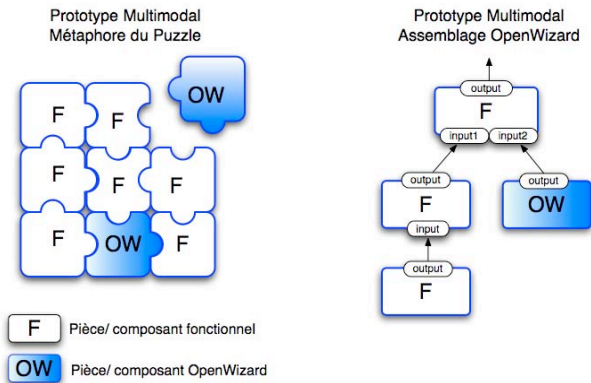 Prototype Multimodal
Métaphore du Puzzle
OW
F
F
F
F
F
F
OW
F
F
Pièce/ composant fonctionnel
OW
Pièce/ composant OpenWizard
Prototype Multimodal
Assemblage OpenWizard
output
F
input1
input2
output
F
input
output
OW
output
F